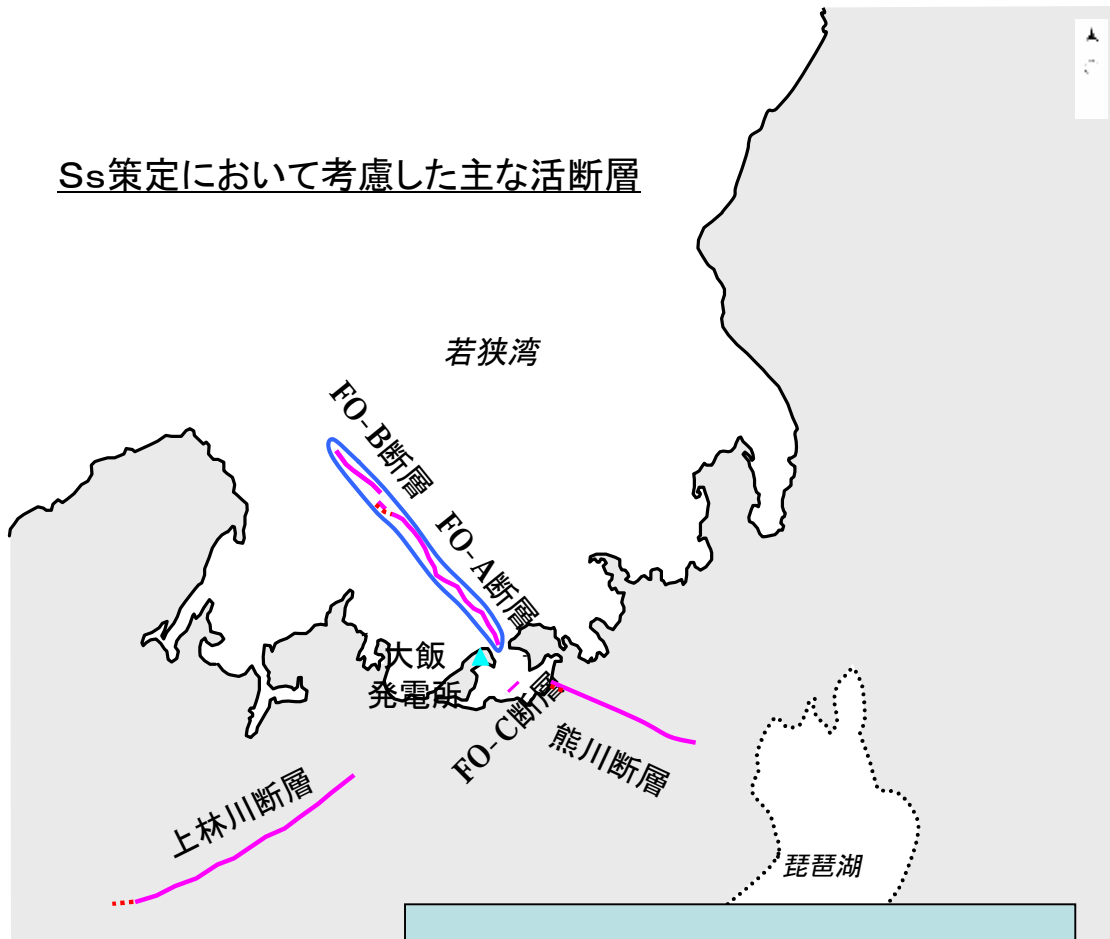 Ss策定において考慮した主な活断層
若狭湾
FO-B断層
FO-A断層
大飯
発電所
FO-C断層
熊川断層
上林川断層
琵琶湖